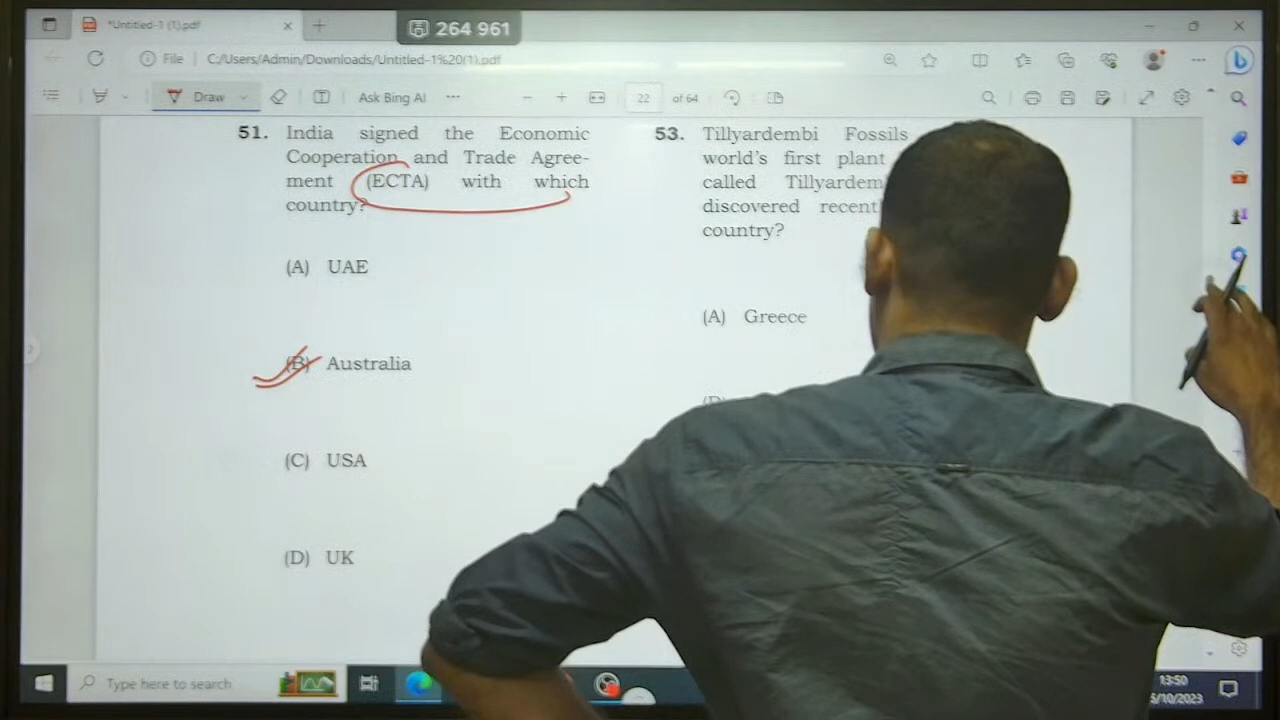 *Untitled-1 (1).pdf
264 961
File C:/Users/Admin/Downloads/Untitled-1%20(1).pdf
Draw
Ask Bing AI
22 of 64
51. India signed the Economic
Cooperation and Trade Agree-
ment (ECTA) with which
country?
(A) UAE
(B) Australia
(C) USA
(D) UK
53. Tillyardembi Fossils
world's first plant
called Tillyardem
discovered recent
country?
(A) Greece
Type here to search
13:50
5/10/2023